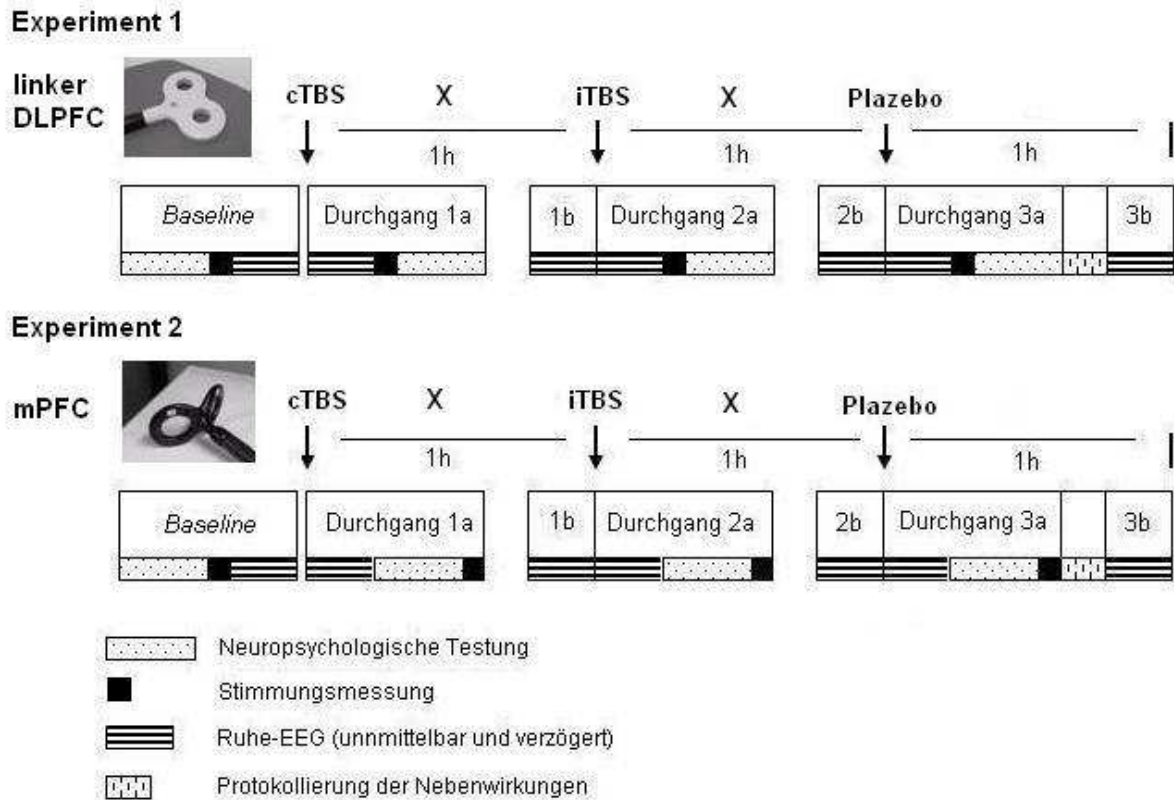 Experiment 1
linker
DLPFC
cTBS X iTBS X Plazebo
1h 1h 1h
Baseline Durchgang 1a 1b Durchgang 2a 2b Durchgang 3a 3b
Experiment 2
mPFC
cTBS X iTBS X Plazebo
1h 1h 1h
Baseline Durchgang 1a 1b Durchgang 2a 2b Durchgang 3a 3b
Neuropsychologische Testung
Stimmungsmessung
Ruhe-EEG (unnmittelbar und verzögert)
Protokollierung der Nebenwirkungen